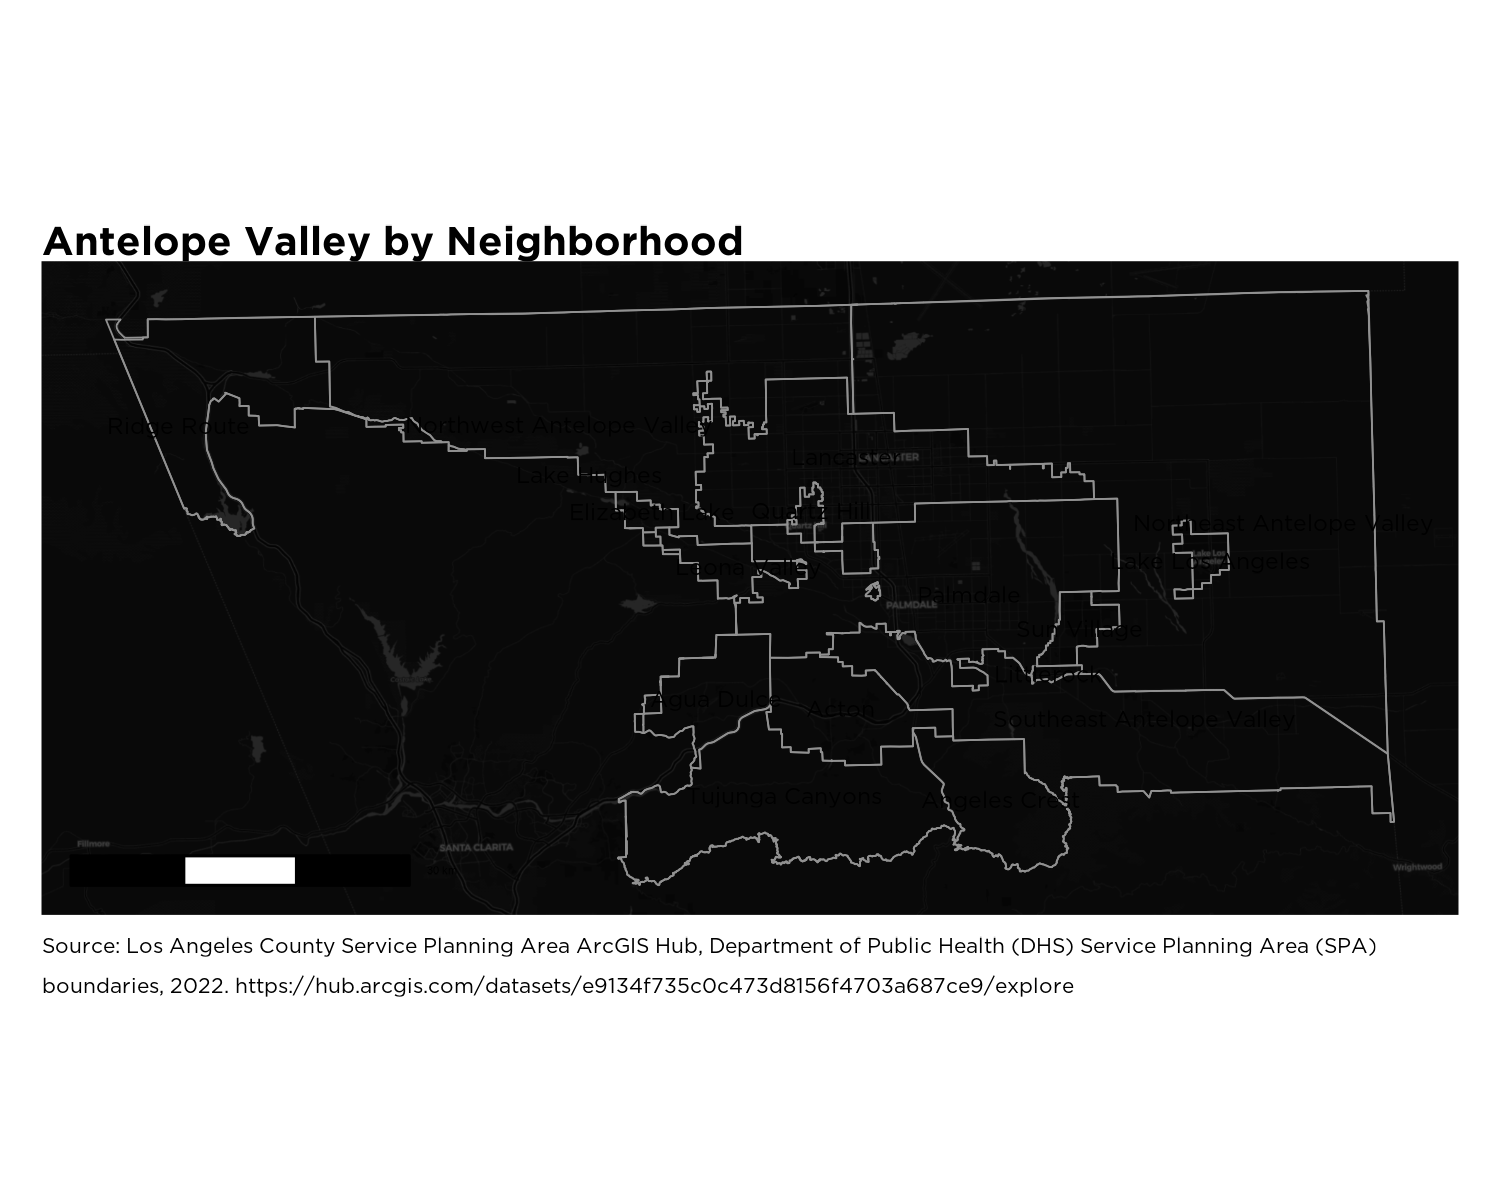 Antelope Valley by Neighborhood
Ridge Route
Northwest Antelope Valley
Lancaster
Lake Hughes
Elizabeth Lake
Quartz Hill
Northeast Antelope Valley
Lake Los Angeles
Leona Valley
Palmdale
PALMDALE
Sun Village
Littlerock
Agua Dulce
Acton
Southeast Antelope Valley
Tujunga Canyons
Angeles Crest
Fillmore
SANTA CLARITA
Wrightwood
Source: Los Angeles County Service Planning Area ArcGIS Hub, Department of Public Health (DHS) Service Planning Area (SPA)
boundaries, 2022. https://hub.arcgis.com/datasets/e9134f735c0c473d8156f4703a687ce9/explore